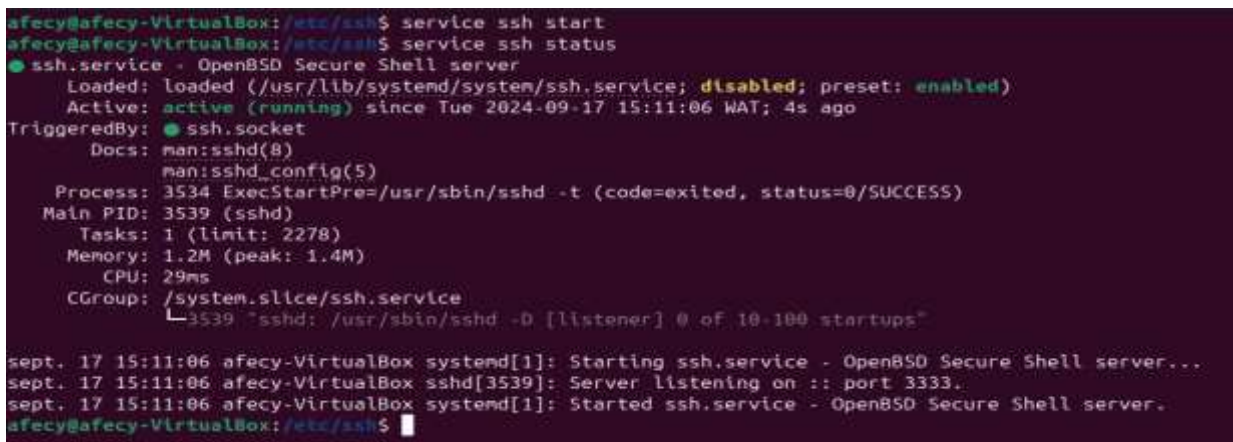 afecy@afecy-VirtualBox:/etc/ssh$ service ssh start
afecy@afecy-VirtualBox:/etc/ssh$ service ssh status
● ssh.service - OpenBSD Secure Shell server
Loaded: loaded (/usr/lib/systemd/system/ssh.service; disabled; preset: enabled)
Active: active (running) since Tue 2024-09-17 15:11:06 WAT; 4s ago
TriggeredBy: ● ssh.socket
Docs: man:sshd(8)
man:sshd_config(5)
Process: 3534 ExecStartPre=/usr/sbin/sshd -t (code=exited, status=0/SUCCESS)
Main PID: 3539 (sshd)
Tasks: 1 (limit: 2278)
Memory: 1.2M (peak: 1.4M)
CPU: 29ms
CGroup: /system.slice/ssh.service
└─3539 "sshd: /usr/sbin/sshd -D [listener] 0 of 10-100 startups"
sept. 17 15:11:06 afecy-VirtualBox systemd[1]: Starting ssh.service - OpenBSD Secure Shell server...
sept. 17 15:11:06 afecy-VirtualBox sshd[3539]: Server listening on :: port 3333.
sept. 17 15:11:06 afecy-VirtualBox systemd[1]: Started ssh.service - OpenBSD Secure Shell server.
afecy@afecy-VirtualBox:/etc/ssh$